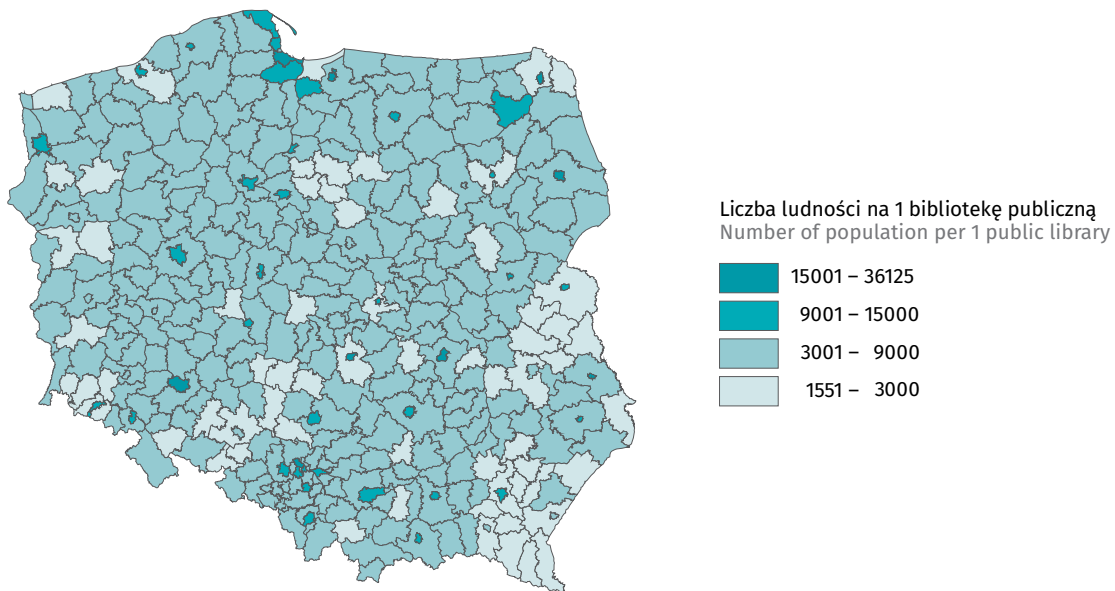 Liczba ludności na 1 bibliotekę publiczną
Number of population per 1 public library
15001 – 36125
9001 – 15000
3001 – 9000
1551 – 3000